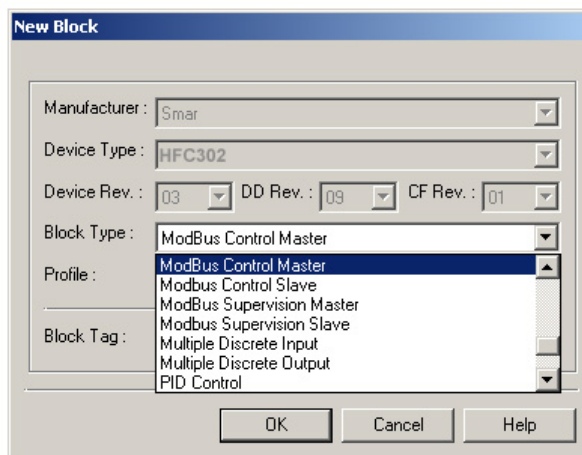 New Block
Manufacturer : Smar
Device Type : HFC302
Device Rev. : 03 DD Rev. : 09 CF Rev. : 01
Block Type : ModBus Control Master
ModBus Control Master
Modbus Control Slave
ModBus Supervision Master
Modbus Supervision Slave
Multiple Discrete Input
Multiple Discrete Output
PID Control
Profile :
Block Tag :
OK Cancel Help